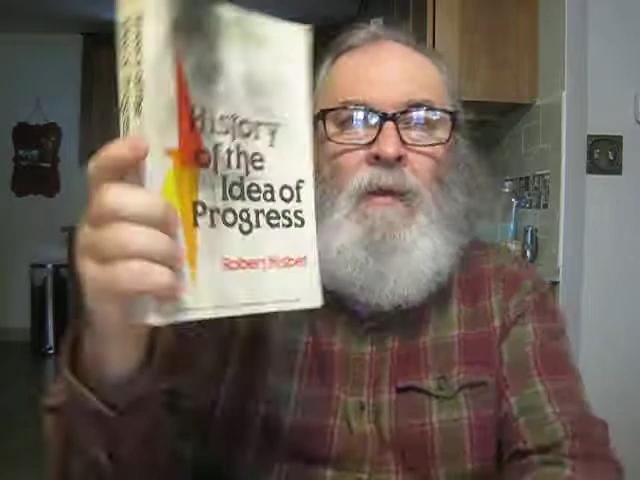 History
of the
Idea of
Progress
Robert Nisbet